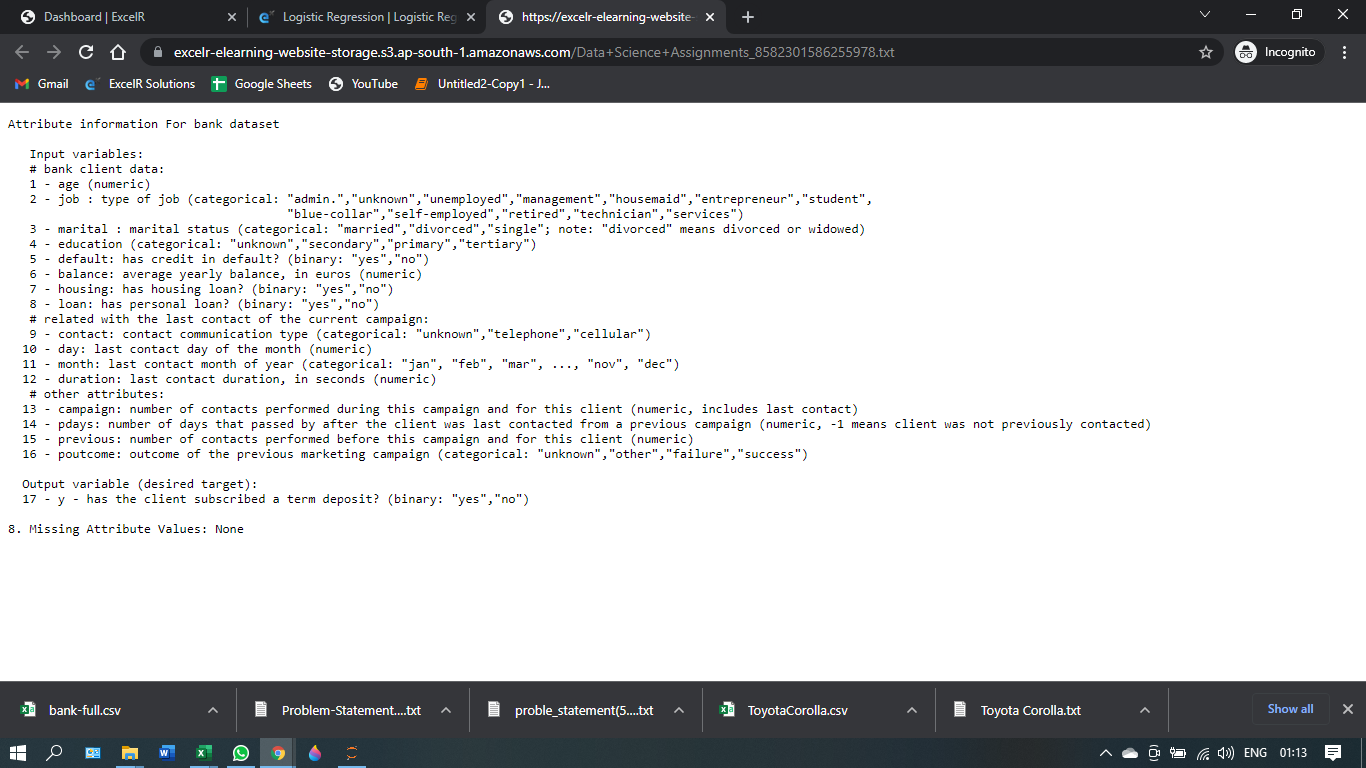 Dashboard | ExcelR
Logistic Regression | Logistic Reg
https://excelr-elearning-website-
excelr-elearning-website-storage.s3.ap-south-1.amazonaws.com/Data+Science+Assignments_8582301586255978.txt
Incognito
Gmail
ExcelR Solutions
Google Sheets
YouTube
Untitled2-Copy1 - J...
Attribute information For bank dataset
Input variables:
# bank client data:
1 - age (numeric)
2 - job : type of job (categorical: "admin.","unknown","unemployed","management","housemaid","entrepreneur","student",
"blue-collar","self-employed","retired","technician","services")
3 - marital : marital status (categorical: "married","divorced","single"; note: "divorced" means divorced or widowed)
4 - education (categorical: "unknown","secondary","primary","tertiary")
5 - default: has credit in default? (binary: "yes","no")
6 - balance: average yearly balance, in euros (numeric)
7 - housing: has housing loan? (binary: "yes","no")
8 - loan: has personal loan? (binary: "yes","no")
# related with the last contact of the current campaign:
9 - contact: contact communication type (categorical: "unknown","telephone","cellular")
10 - day: last contact day of the month (numeric)
11 - month: last contact month of year (categorical: "jan", "feb", "mar", ..., "nov", "dec")
12 - duration: last contact duration, in seconds (numeric)
# other attributes:
13 - campaign: number of contacts performed during this campaign and for this client (numeric, includes last contact)
14 - pdays: number of days that passed by after the client was last contacted from a previous campaign (numeric, -1 means client was not previously contacted)
15 - previous: number of contacts performed before this campaign and for this client (numeric)
16 - poutcome: outcome of the previous marketing campaign (categorical: "unknown","other","failure","success")
Output variable (desired target):
17 - y - has the client subscribed a term deposit? (binary: "yes","no")
8. Missing Attribute Values: None
bank-full.csv
Problem-Statement....txt
proble_statement(5....txt
ToyotaCorolla.csv
Toyota Corolla.txt
Show all
ENG
01:13